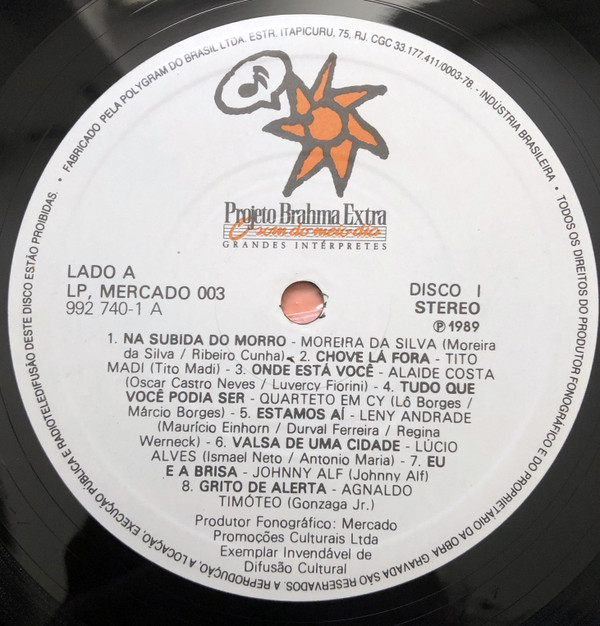 • FABRICADO PELA POLYGRAM DO BRASIL LTDA. ESTR. ITAPICURU, 75, RJ. CGC 33.177.411/0003-78. - INDÚSTRIA BRASILEIRA • TODOS OS DIREITOS DO PRODUTOR FONOGRÁFICO E DO PROPRIETÁRIO DA OBRA GRAVADA SÃO RESERVADOS. A REPRODUÇÃO, A LOCAÇÃO, EXECUÇÃO PÚBLICA E RADIOTELEDIFUSÃO DESTE DISCO ESTÃO PROIBIDAS.
Projeto Brahma Extra
O som do meio-dia
GRANDES INTÉRPRETES
LADO A
LP, MERCADO 003
992 740-1 A
DISCO I
STEREO
℗ 1989
1. NA SUBIDA DO MORRO - MOREIRA DA SILVA (Moreira
da Silva / Ribeiro Cunha) 2. CHOVE LÁ FORA - TITO
MADI (Tito Madi) - 3. ONDE ESTÁ VOCÊ - ALAIDE COSTA
(Oscar Castro Neves / Luvercy Fiorini) - 4. TUDO QUE
VOCÊ PODIA SER - QUARTETO EM CY (Lô Borges /
Márcio Borges) - 5. ESTAMOS AÍ - LENY ANDRADE
(Maurício Einhorn / Durval Ferreira / Regina
Werneck) - 6. VALSA DE UMA CIDADE - LÚCIO
ALVES (Ismael Neto / Antonio Maria) - 7. EU
E A BRISA - JOHNNY ALF (Johnny Alf)
8. GRITO DE ALERTA - AGNALDO
TIMÓTEO (Gonzaga Jr.)
Produtor Fonográfico: Mercado
Promoções Culturais Ltda
Exemplar Invendável de
Difusão Cultural